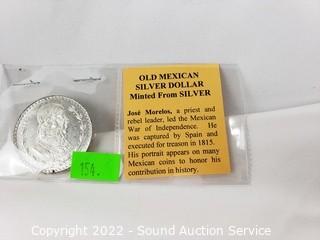 OLD MEXICAN
SILVER DOLLAR
Minted From SILVER
José Morelos, a priest and
rebel leader, led the Mexican
War of Independence. He
was captured by Spain and
executed for treason in 1815.
His portrait appears on many
Mexican coins to honor his
contribution in history.
154.
Copyright 2022 - Sound Auction Service